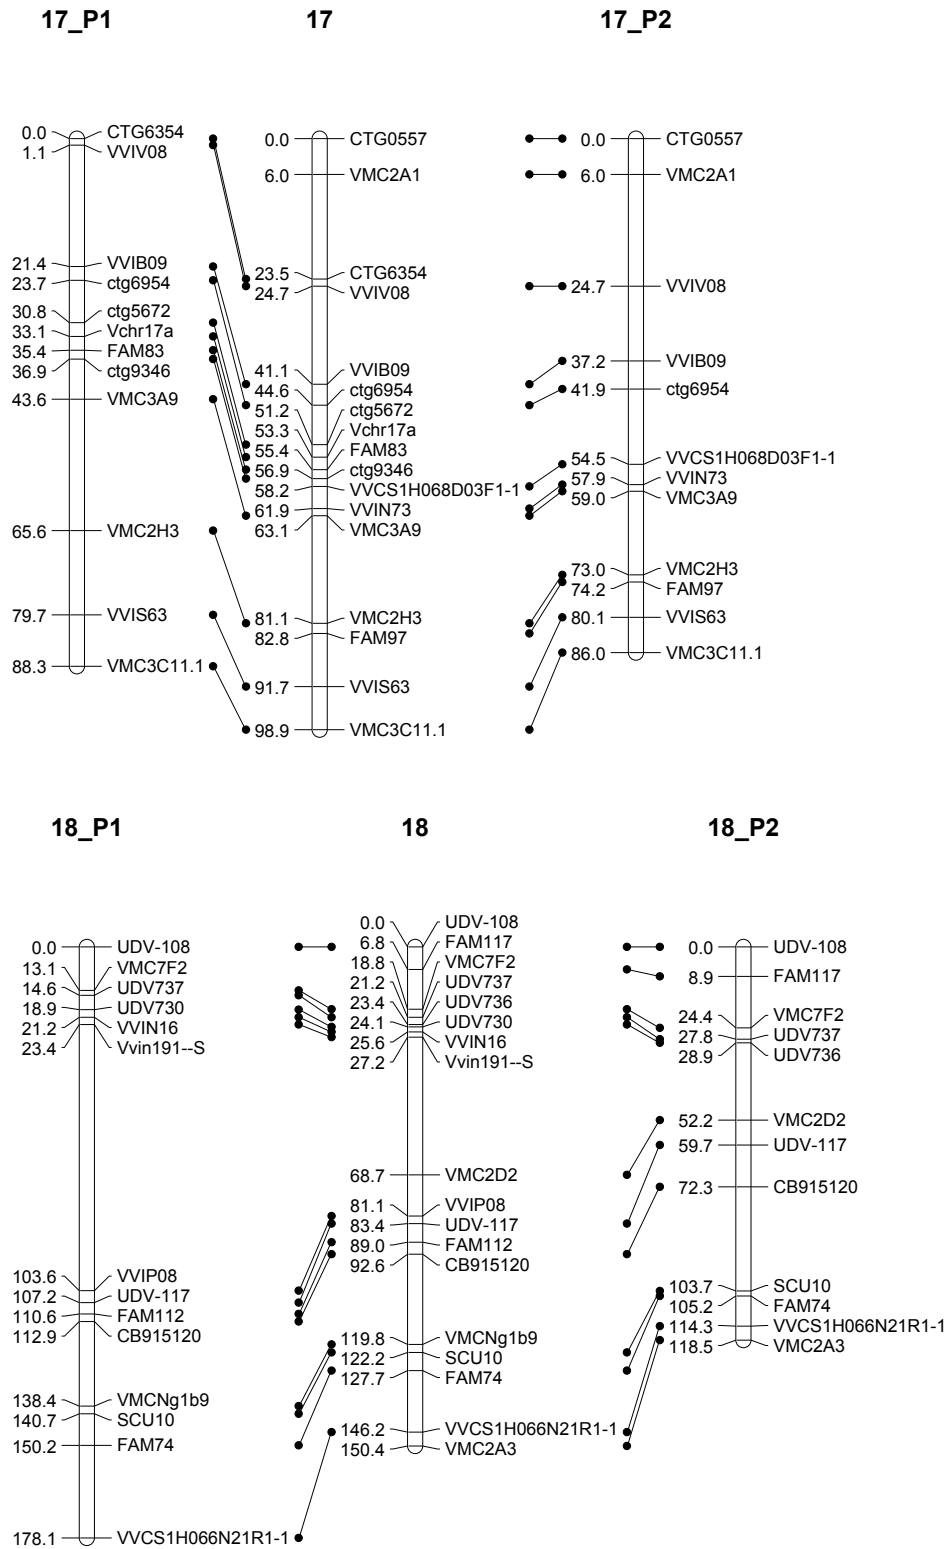 17_P1 17 17_P2
0.0 CTG6354
1.1 VVIV08
21.4 VVIB09
23.7 ctg6954
30.8 ctg5672
33.1 Vchr17a
35.4 FAM83
36.9 ctg9346
43.6 VMC3A9
65.6 VMC2H3
79.7 VVIS63
88.3 VMC3C11.1
0.0 CTG0557
6.0 VMC2A1
23.5 CTG6354
24.7 VVIV08
41.1 VVIB09
44.6 ctg6954
51.2 ctg5672
53.3 Vchr17a
55.4 FAM83
56.9 ctg9346
58.2 VVCS1H068D03F1-1
61.9 VVIN73
63.1 VMC3A9
81.1 VMC2H3
82.8 FAM97
91.7 VVIS63
98.9 VMC3C11.1
0.0 CTG0557
6.0 VMC2A1
24.7 VVIV08
37.2 VVIB09
41.9 ctg6954
54.5 VVCS1H068D03F1-1
57.9 VVIN73
59.0 VMC3A9
73.0 VMC2H3
74.2 FAM97
80.1 VVIS63
86.0 VMC3C11.1
18_P1 18 18_P2
0.0 UDV-108
13.1 VMC7F2
14.6 UDV737
18.9 UDV730
21.2 VVIN16
23.4 Vvin191--S
103.6 VVIP08
107.2 UDV-117
110.6 FAM112
112.9 CB915120
138.4 VMCNg1b9
140.7 SCU10
150.2 FAM74
178.1 VVCS1H066N21R1-1
0.0 UDV-108
6.8 FAM117
18.8 VMC7F2
21.2 UDV737
23.4 UDV736
24.1 UDV730
25.6 VVIN16
27.2 Vvin191--S
68.7 VMC2D2
81.1 VVIP08
83.4 UDV-117
89.0 FAM112
92.6 CB915120
119.8 VMCNg1b9
122.2 SCU10
127.7 FAM74
146.2 VVCS1H066N21R1-1
150.4 VMC2A3
0.0 UDV-108
8.9 FAM117
24.4 VMC7F2
27.8 UDV737
28.9 UDV736
52.2 VMC2D2
59.7 UDV-117
72.3 CB915120
103.7 SCU10
105.2 FAM74
114.3 VVCS1H066N21R1-1
118.5 VMC2A3